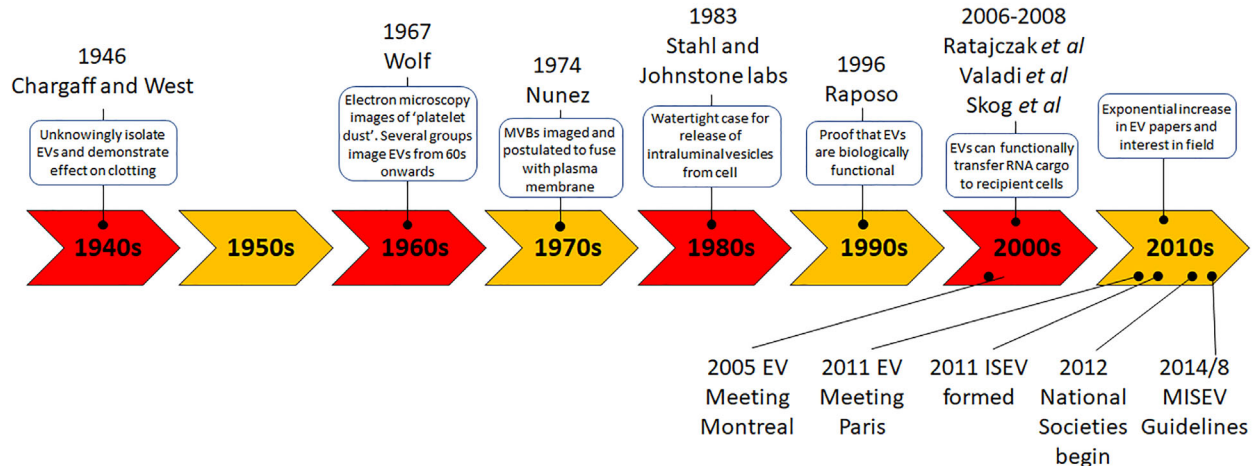 1946
Chargaff and West
Unknowingly isolate
EVs and demonstrate
effect on clotting
1967
Wolf
Electron microscopy
images of ‘platelet
dust’. Several groups
image EVs from 60s
onwards
1974
Nunez
MVBs imaged and
postulated to fuse
with plasma
membrane
1983
Stahl and
Johnstone labs
Watertight case for
release of
intraluminal vesicles
from cell
1996
Raposo
Proof that EVs
are biologically
functional
2006-2008
Ratajczak et al
Valadi et al
Skog et al
EVs can functionally
transfer RNA cargo
to recipient cells
Exponential increase
in EV papers and
interest in field
1940s
1950s
1960s
1970s
1980s
1990s
2000s
2010s
2005 EV
Meeting
Montreal
2011 EV
Meeting
Paris
2011 ISEV
formed
2012
National
Societies
begin
2014/8
MISEV
Guidelines